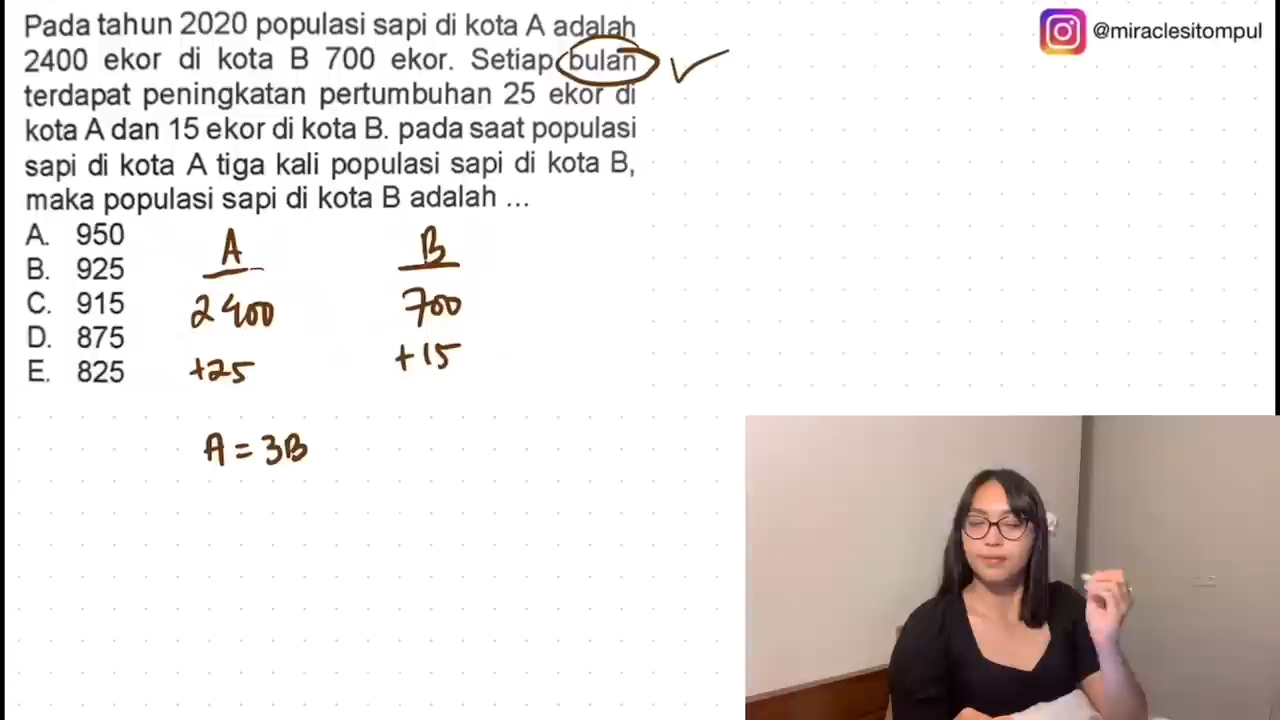 Pada tahun 2020 populasi sapi di kota A adalah
2400 ekor di kota B 700 ekor. Setiap bulan
terdapat peningkatan pertumbuhan 25 ekor di
kota A dan 15 ekor di kota B. pada saat populasi
sapi di kota A tiga kali populasi sapi di kota B,
maka populasi sapi di kota B adalah ...
A. 950
B. 925
C. 915
D. 875
E. 825
A B
2400 700
+25 +15
A = 3B
@miraclesitompul